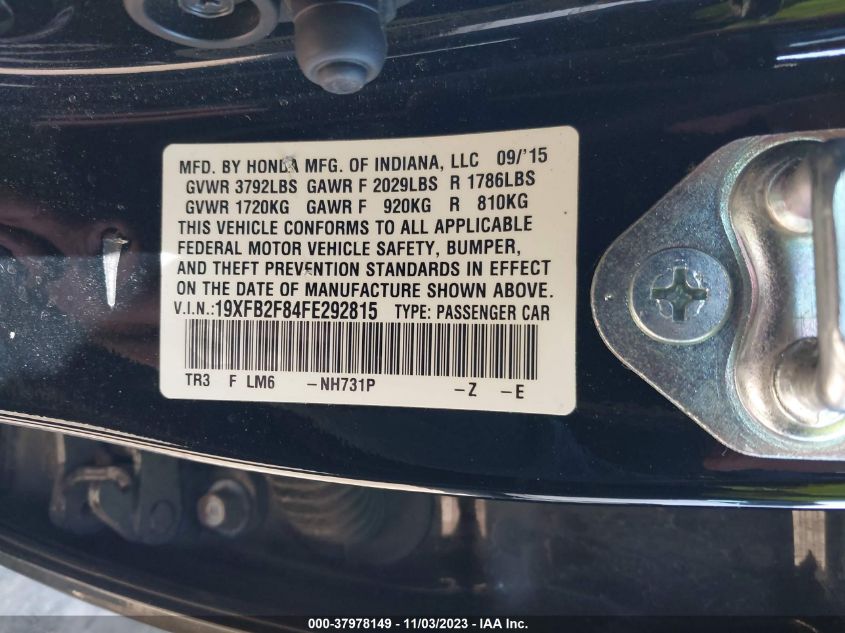 MFD. BY HONDA MFG. OF INDIANA, LLC 09/'15
GVWR 3792LBS GAWR F 2029LBS R 1786LBS
GVWR 1720KG GAWR F 920KG R 810KG
THIS VEHICLE CONFORMS TO ALL APPLICABLE
FEDERAL MOTOR VEHICLE SAFETY, BUMPER,
AND THEFT PREVENTION STANDARDS IN EFFECT
ON THE DATE OF MANUFACTURE SHOWN ABOVE.
V.I.N.:19XFB2F84FE292815 TYPE: PASSENGER CAR
TR3 F LM6 -NH731P -Z -E
000-37978149 - 11/03/2023 - IAA Inc.